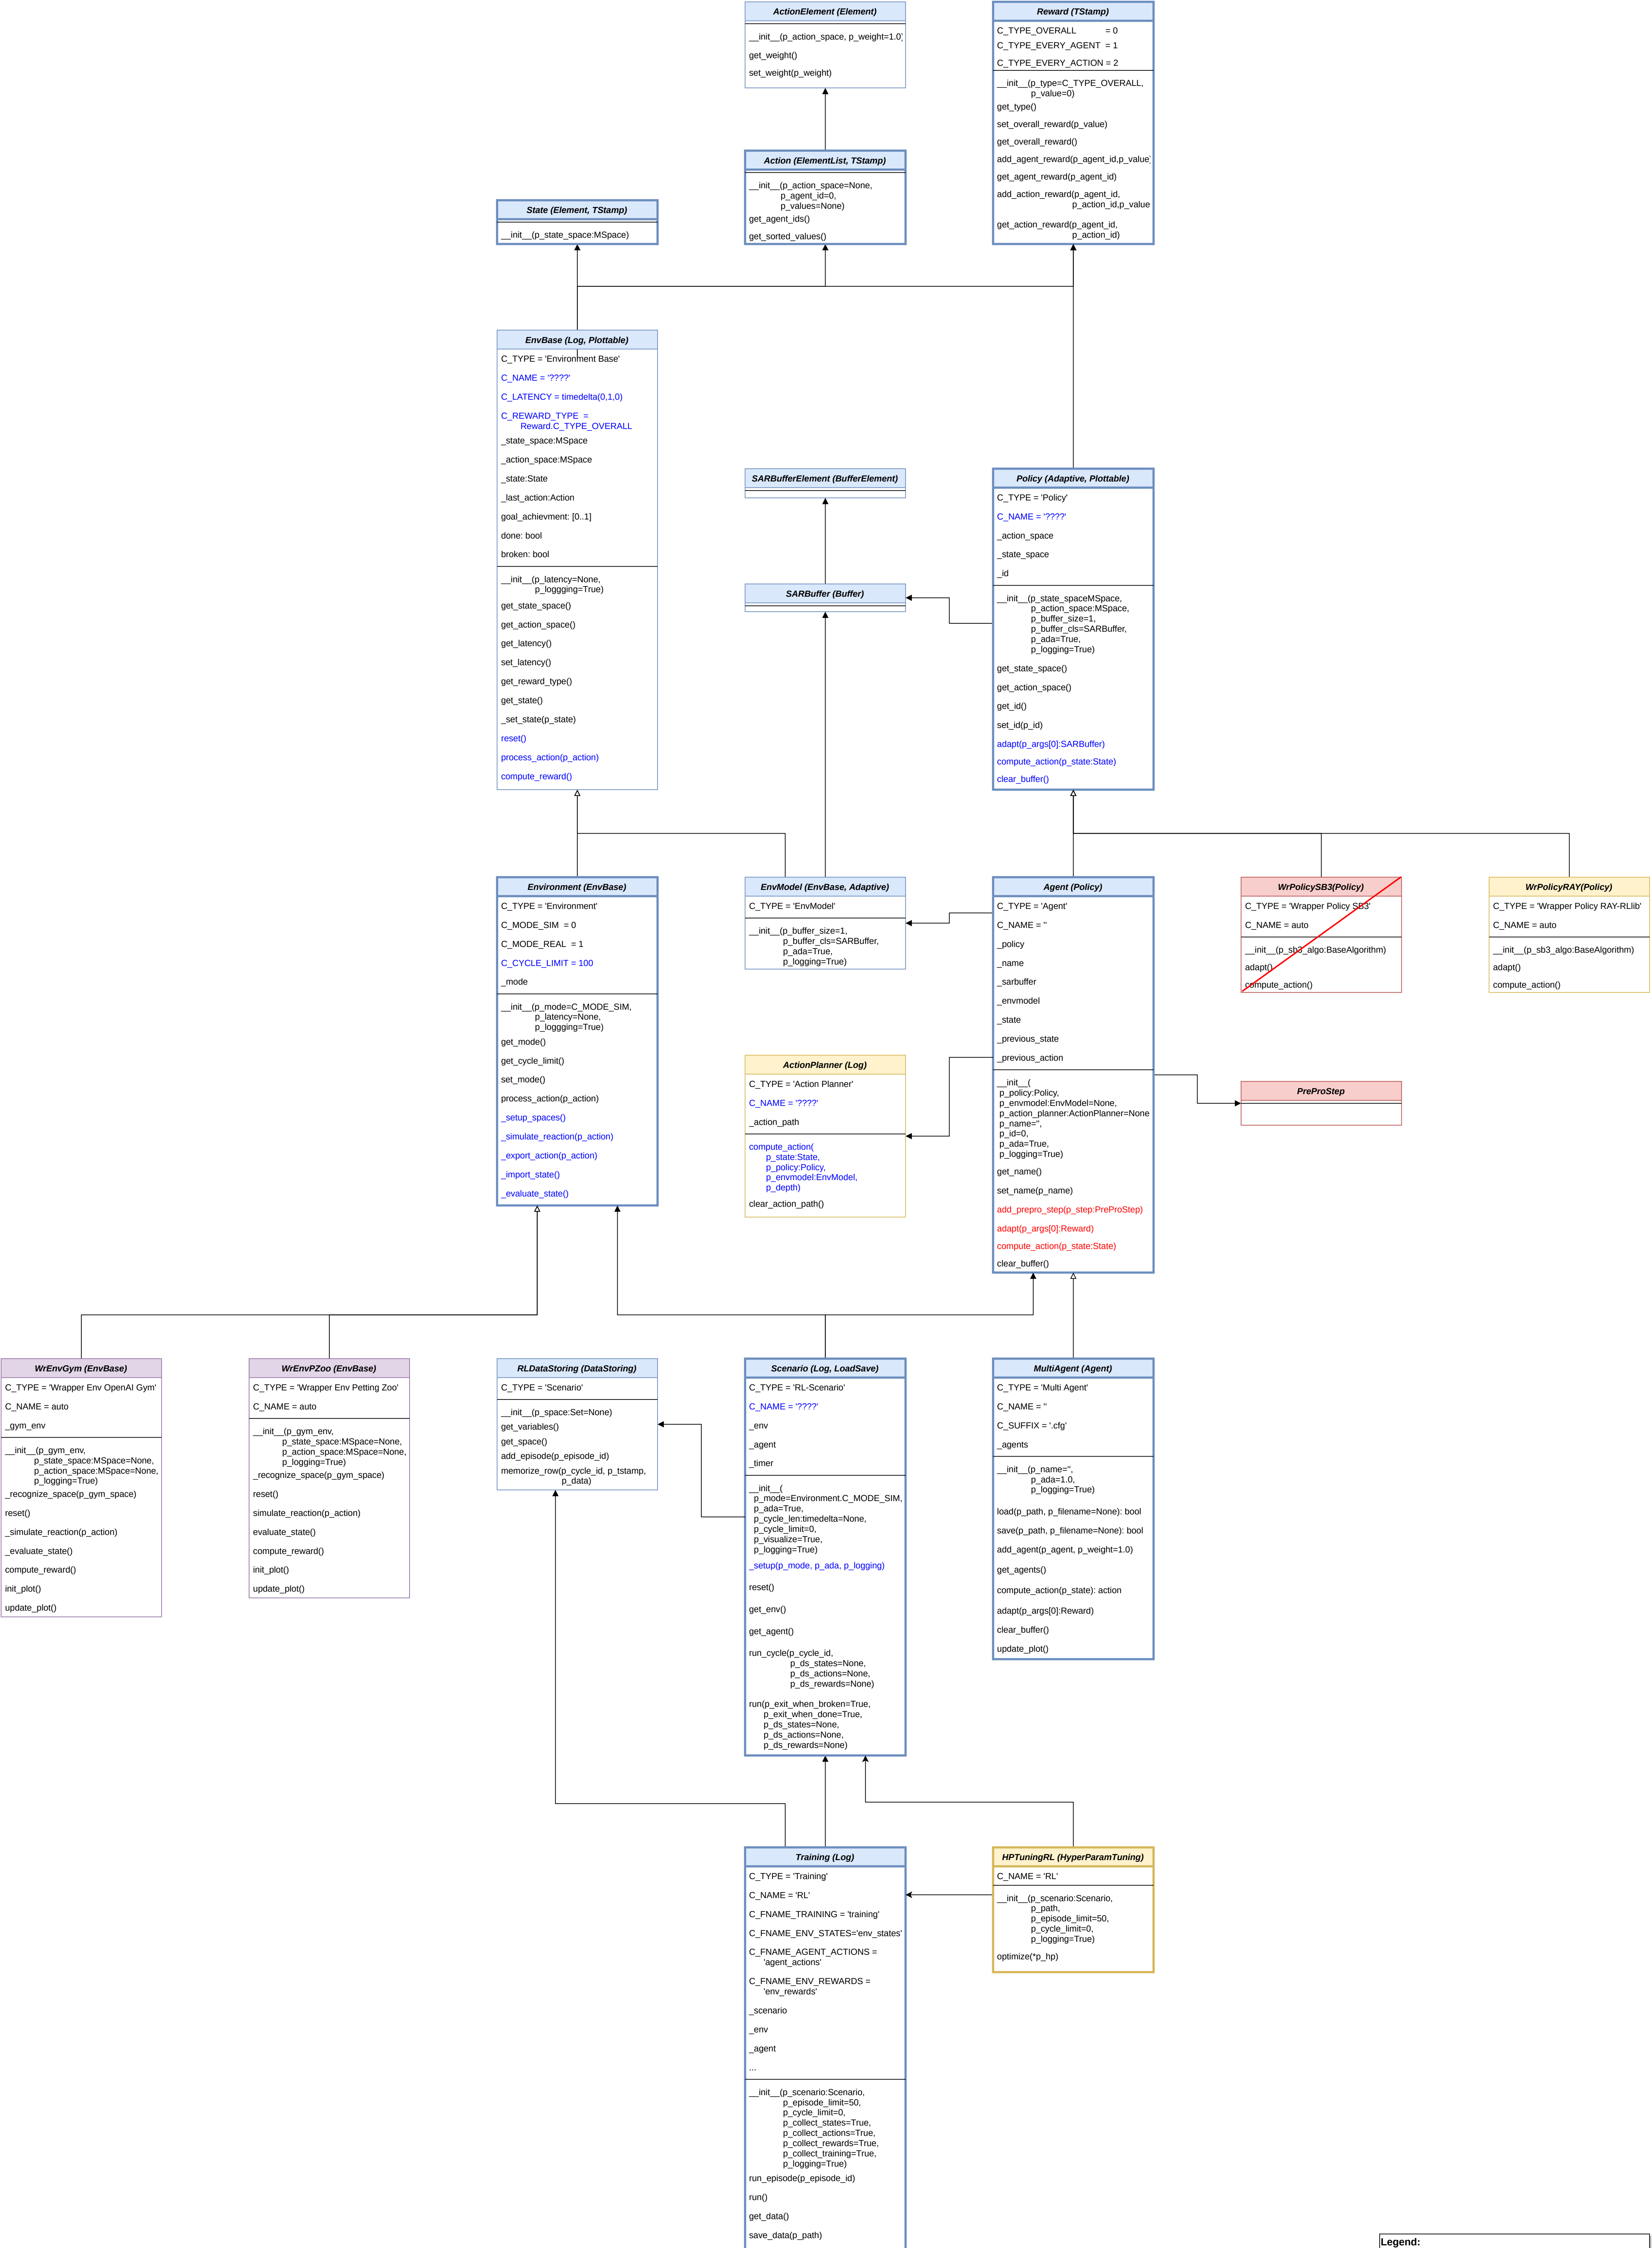 ActionElement (Element)
__init__(p_action_space, p_weight=1.0)
get_weight()
set_weight(p_weight)
Reward (TStamp)
C_TYPE_OVERALL = 0
C_TYPE_EVERY_AGENT = 1
C_TYPE_EVERY_ACTION = 2
__init__(p_type=C_TYPE_OVERALL,
p_value=0)
get_type()
set_overall_reward(p_value)
get_overall_reward()
add_agent_reward(p_agent_id,p_value)
get_agent_reward(p_agent_id)
add_action_reward(p_agent_id,
p_action_id,p_value
get_action_reward(p_agent_id,
p_action_id)
Action (ElementList, TStamp)
__init__(p_action_space=None,
p_agent_id=0,
p_values=None)
get_agent_ids()
get_sorted_values()
State (Element, TStamp)
__init__(p_state_space:MSpace)
EnvBase (Log, Plottable)
C_TYPE = 'Environment Base'
C_NAME = '????'
C_LATENCY = timedelta(0,1,0)
C_REWARD_TYPE =
Reward.C_TYPE_OVERALL
_state_space:MSpace
_action_space:MSpace
_state:State
_last_action:Action
goal_achievment: [0..1]
done: bool
broken: bool
__init__(p_latency=None,
p_loggging=True)
get_state_space()
get_action_space()
get_latency()
set_latency()
get_reward_type()
get_state()
_set_state(p_state)
reset()
process_action(p_action)
compute_reward()
SARBufferElement (BufferElement)
SARBuffer (Buffer)
Policy (Adaptive, Plottable)
C_TYPE = 'Policy'
C_NAME = '????'
_action_space
_state_space
_id
__init__(p_state_spaceMSpace,
p_action_space:MSpace,
p_buffer_size=1,
p_buffer_cls=SARBuffer,
p_ada=True,
p_logging=True)
get_state_space()
get_action_space()
get_id()
set_id(p_id)
adapt(p_args[0]:SARBuffer)
compute_action(p_state:State)
clear_buffer()
Environment (EnvBase)
C_TYPE = 'Environment'
C_MODE_SIM = 0
C_MODE_REAL = 1
C_CYCLE_LIMIT = 100
_mode
__init__(p_mode=C_MODE_SIM,
p_latency=None,
p_loggging=True)
get_mode()
get_cycle_limit()
set_mode()
process_action(p_action)
_setup_spaces()
_simulate_reaction(p_action)
_export_action(p_action)
_import_state()
_evaluate_state()
EnvModel (EnvBase, Adaptive)
C_TYPE = 'EnvModel'
__init__(p_buffer_size=1,
p_buffer_cls=SARBuffer,
p_ada=True,
p_logging=True)
Agent (Policy)
C_TYPE = 'Agent'
C_NAME = ''
_policy
_name
_sarbuffer
_envmodel
_state
_previous_state
_previous_action
__init__(
p_policy:Policy,
p_envmodel:EnvModel=None,
p_action_planner:ActionPlanner=None
p_name='',
p_id=0,
p_ada=True,
p_logging=True)
get_name()
set_name(p_name)
add_prepro_step(p_step:PreProStep)
adapt(p_args[0]:Reward)
compute_action(p_state:State)
clear_buffer()
WrPolicySB3(Policy)
C_TYPE = 'Wrapper Policy SB3'
C_NAME = auto
__init__(p_sb3_algo:BaseAlgorithm)
adapt()
compute_action()
WrPolicyRAY(Policy)
C_TYPE = 'Wrapper Policy RAY-RLlib'
C_NAME = auto
__init__(p_sb3_algo:BaseAlgorithm)
adapt()
compute_action()
ActionPlanner (Log)
C_TYPE = 'Action Planner'
C_NAME = '????'
_action_path
compute_action(
p_state:State,
p_policy:Policy,
p_envmodel:EnvModel,
p_depth)
clear_action_path()
PreProStep
WrEnvGym (EnvBase)
C_TYPE = 'Wrapper Env OpenAI Gym'
C_NAME = auto
_gym_env
__init__(p_gym_env,
p_state_space:MSpace=None,
p_action_space:MSpace=None,
p_logging=True)
_recognize_space(p_gym_space)
reset()
_simulate_reaction(p_action)
_evaluate_state()
compute_reward()
init_plot()
update_plot()
WrEnvPZoo (EnvBase)
C_TYPE = 'Wrapper Env Petting Zoo'
C_NAME = auto
__init__(p_gym_env,
p_state_space:MSpace=None,
p_action_space:MSpace=None,
p_logging=True)
_recognize_space(p_gym_space)
reset()
simulate_reaction(p_action)
evaluate_state()
compute_reward()
init_plot()
update_plot()
RLDataStoring (DataStoring)
C_TYPE = 'Scenario'
__init__(p_space:Set=None)
get_variables()
get_space()
add_episode(p_episode_id)
memorize_row(p_cycle_id, p_tstamp,
p_data)
Scenario (Log, LoadSave)
C_TYPE = 'RL-Scenario'
C_NAME = '????'
_env
_agent
_timer
__init__(
p_mode=Environment.C_MODE_SIM,
p_ada=True,
p_cycle_len:timedelta=None,
p_cycle_limit=0,
p_visualize=True,
p_logging=True)
_setup(p_mode, p_ada, p_logging)
reset()
get_env()
get_agent()
run_cycle(p_cycle_id,
p_ds_states=None,
p_ds_actions=None,
p_ds_rewards=None)
run(p_exit_when_broken=True,
p_exit_when_done=True,
p_ds_states=None,
p_ds_actions=None,
p_ds_rewards=None)
MultiAgent (Agent)
C_TYPE = 'Multi Agent'
C_NAME = ''
C_SUFFIX = '.cfg'
_agents
__init__(p_name='',
p_ada=1.0,
p_logging=True)
load(p_path, p_filename=None): bool
save(p_path, p_filename=None): bool
add_agent(p_agent, p_weight=1.0)
get_agents()
compute_action(p_state): action
adapt(p_args[0]:Reward)
clear_buffer()
update_plot()
Training (Log)
C_TYPE = 'Training'
C_NAME = 'RL'
C_FNAME_TRAINING = 'training'
C_FNAME_ENV_STATES='env_states'
C_FNAME_AGENT_ACTIONS =
'agent_actions'
C_FNAME_ENV_REWARDS =
'env_rewards'
_scenario
_env
_agent
...
__init__(p_scenario:Scenario,
p_episode_limit=50,
p_cycle_limit=0,
p_collect_states=True,
p_collect_actions=True,
p_collect_rewards=True,
p_collect_training=True,
p_logging=True)
run_episode(p_episode_id)
run()
get_data()
save_data(p_path)
HPTuningRL (HyperParamTuning)
C_NAME = 'RL'
__init__(p_scenario:Scenario,
p_path,
p_episode_limit=50,
p_cycle_limit=0,
p_logging=True)
optimize(*p_hp)
Legend: